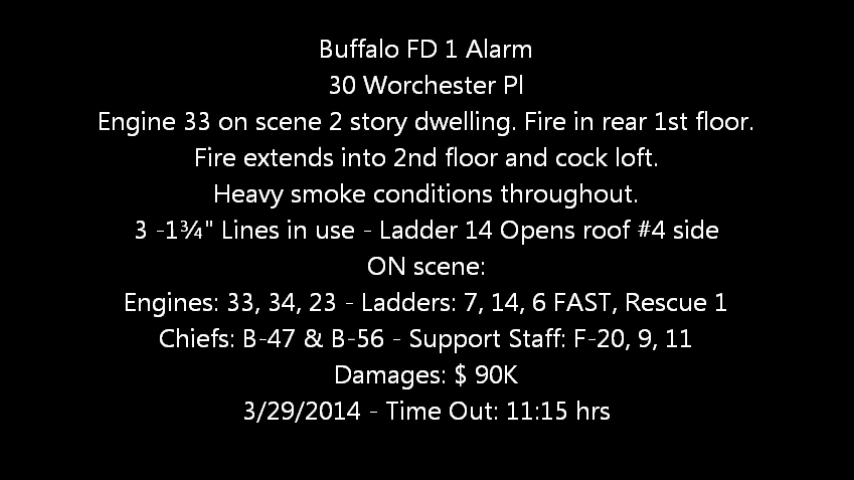 Buffalo FD 1 Alarm
30 Worchester Pl
Engine 33 on scene 2 story dwelling. Fire in rear 1st floor.
Fire extends into 2nd floor and cock loft.
Heavy smoke conditions throughout.
3 -1¾" Lines in use - Ladder 14 Opens roof #4 side
ON scene:
Engines: 33, 34, 23 - Ladders: 7, 14, 6 FAST, Rescue 1
Chiefs: B-47 & B-56 - Support Staff: F-20, 9, 11
Damages: $ 90K
3/29/2014 - Time Out: 11:15 hrs